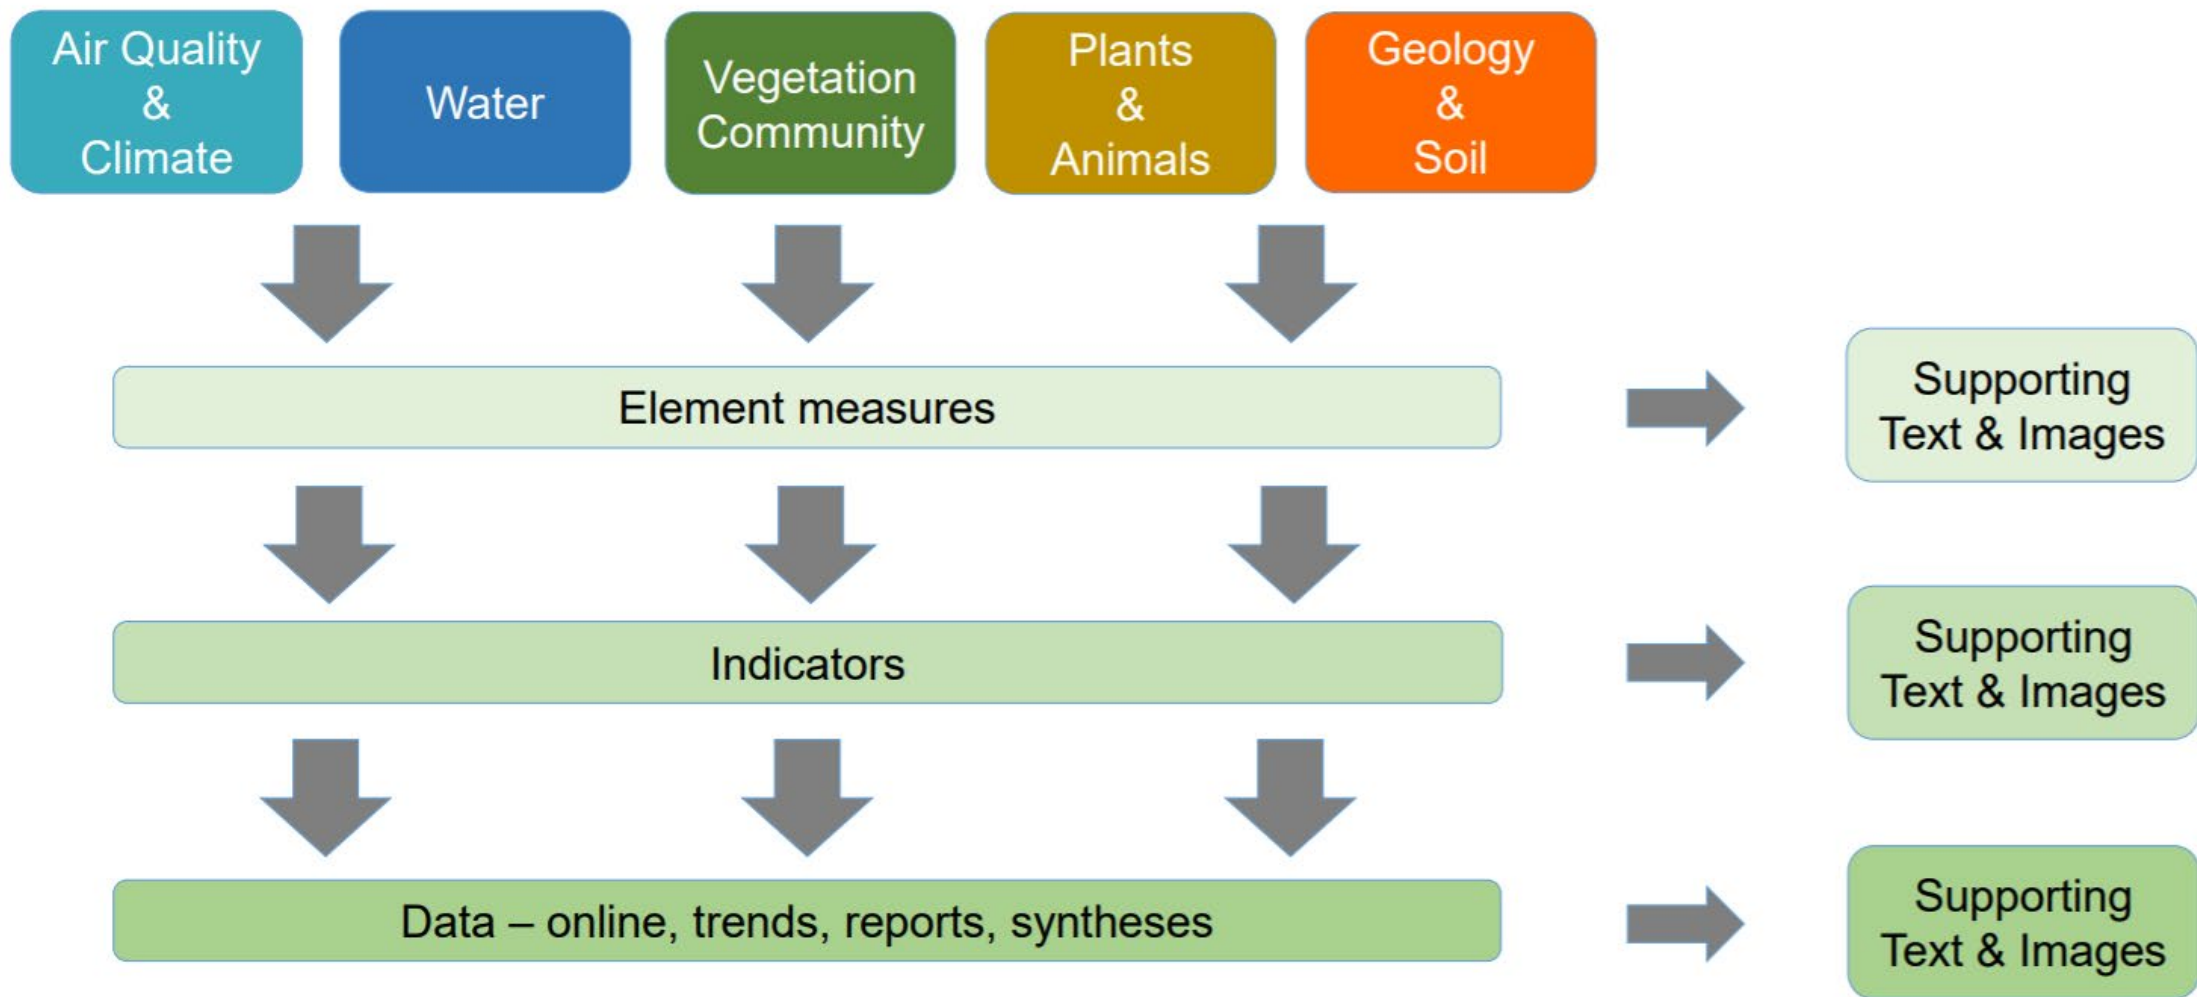 Air Quality
&
Climate
Water
Vegetation
Community
Plants
&
Animals
Geology
&
Soil
Element measures
Supporting
Text & Images
Indicators
Supporting
Text & Images
Data – online, trends, reports, syntheses
Supporting
Text & Images